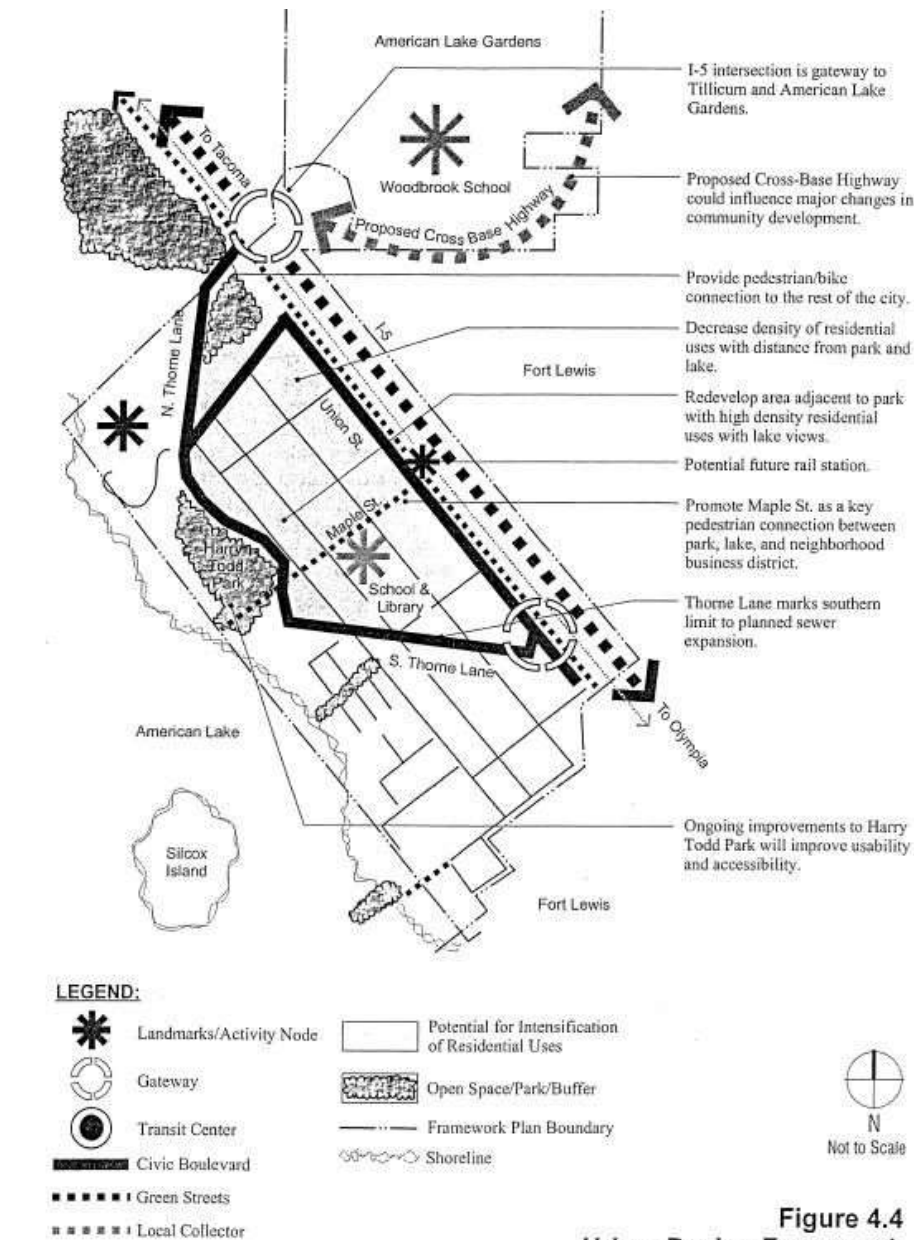 American Lake Gardens
I-5 intersection is gateway to
Tillicum and American Lake
Gardens.
To Tacoma
Woodbrook School
Proposed Cross-Base Highway
could influence major changes in
community development.
Proposed Cross Base Highway
Provide pedestrian/bike
connection to the rest of the city.
I-5
N. Thorne Lane
Decrease density of residential
uses with distance from park and
lake.
Fort Lewis
Redevelop area adjacent to park
with high density residential
uses with lake views.
Union St.
Potential future rail station.
Maple St.
Promote Maple St. as a key
pedestrian connection between
park, lake, and neighborhood
business district.
Harry
Todd
Park
School &
Library
Thorne Lane marks southern
limit to planned sewer
expansion.
S. Thorne Lane
To Olympia
American Lake
Silcox
Island
Ongoing improvements to Harry
Todd Park will improve usability
and accessibility.
Fort Lewis
LEGEND:
Landmarks/Activity Node
Gateway
Transit Center
Civic Boulevard
Green Streets
Local Collector
Potential for Intensification
of Residential Uses
Open Space/Park/Buffer
Framework Plan Boundary
Shoreline
N
Not to Scale
Figure 4.4